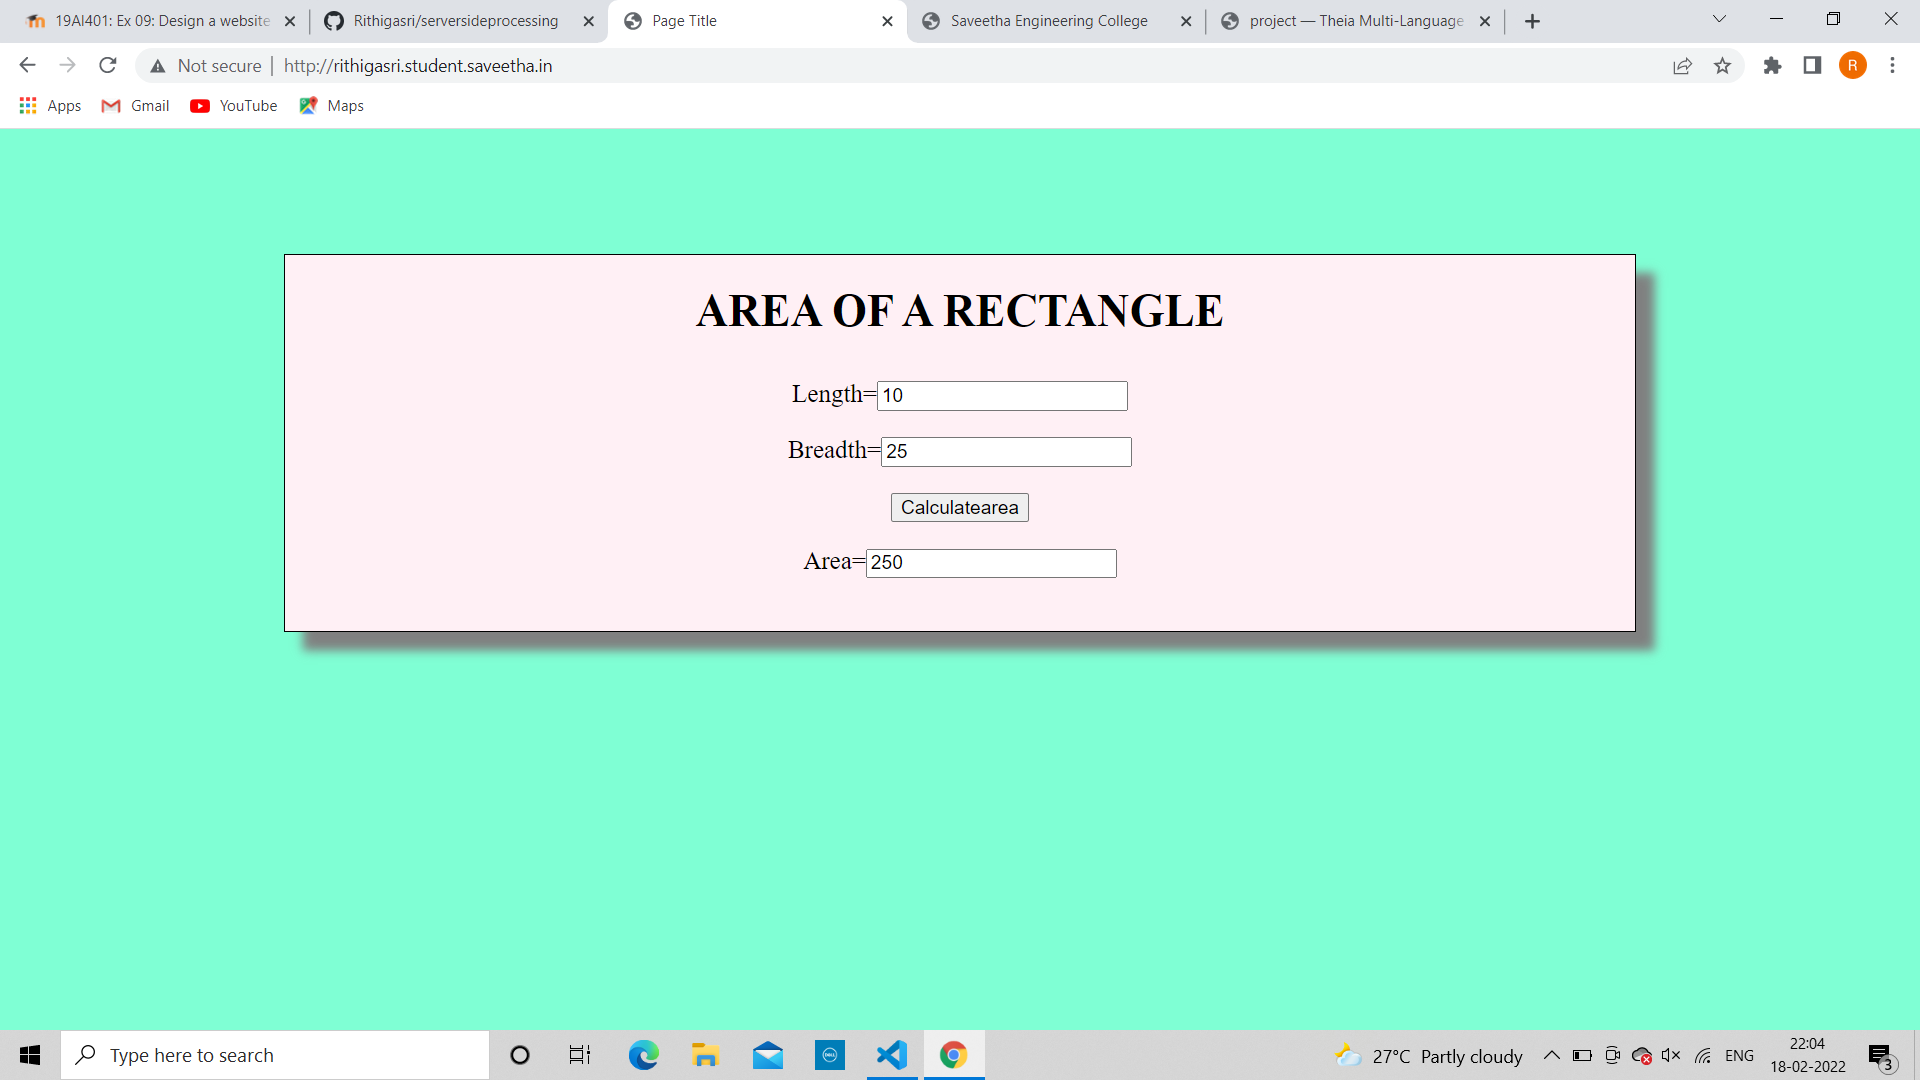 19AI401: Ex 09: Design a website
Rithigasri/serversideprocessing
Page Title
Saveetha Engineering College
project — Theia Multi-Language
Not secure | http://rithigasri.student.saveetha.in
R
Apps
Gmail
YouTube
Maps
AREA OF A RECTANGLE
Length=10
Breadth=25
Calculatearea
Area=250
Type here to search
DELL
27°C Partly cloudy
ENG
22:04
18-02-2022
3